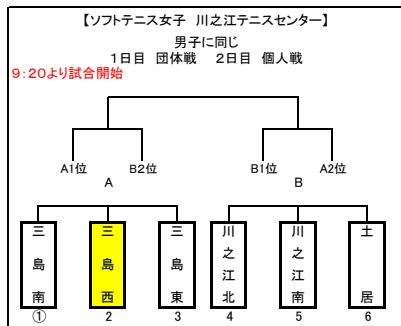 【ソフトテニス女子 川之江テニスセンター】
男子に同じ
1日目 団体戦 2日目 個人戦
9:20より試合開始
A1位 B2位 B1位 A2位
A B
三島南 三島西 三島東 川之江北 川之江南 土居
① 2 3 4 5 6